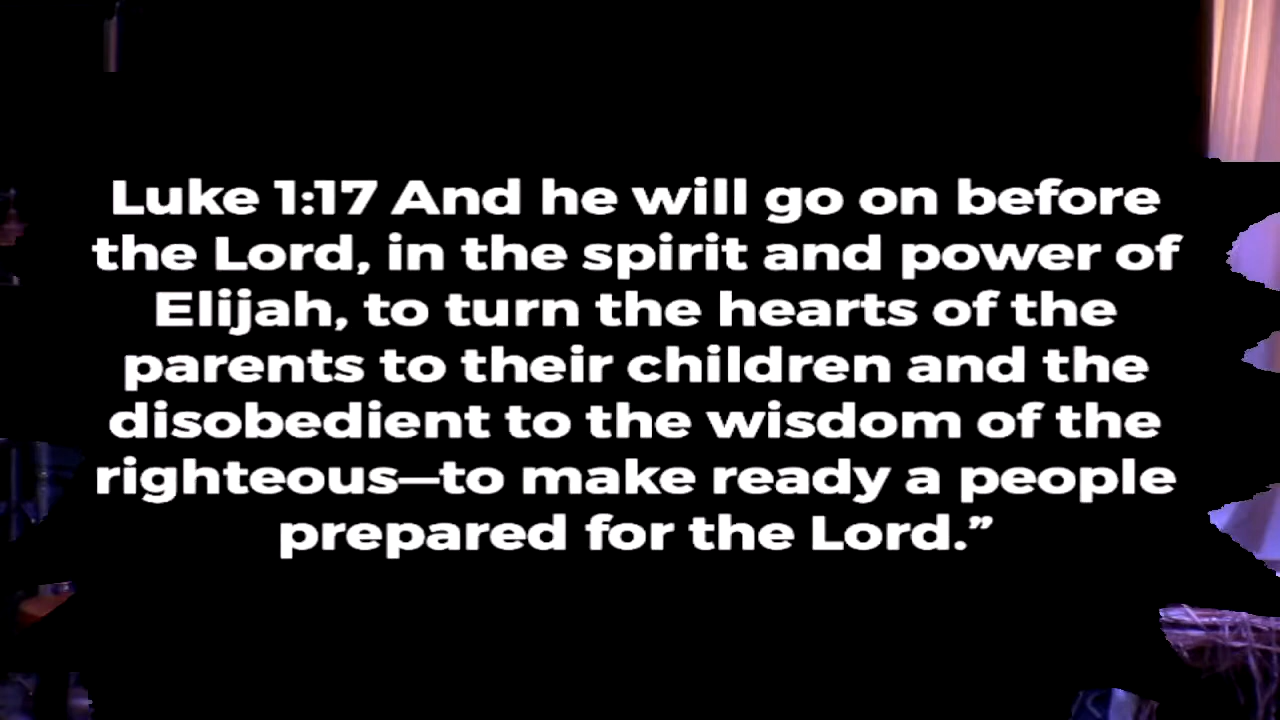 Luke 1:17 And he will go on before
the Lord, in the spirit and power of
Elijah, to turn the hearts of the
parents to their children and the
disobedient to the wisdom of the
righteous—to make ready a people
prepared for the Lord.”